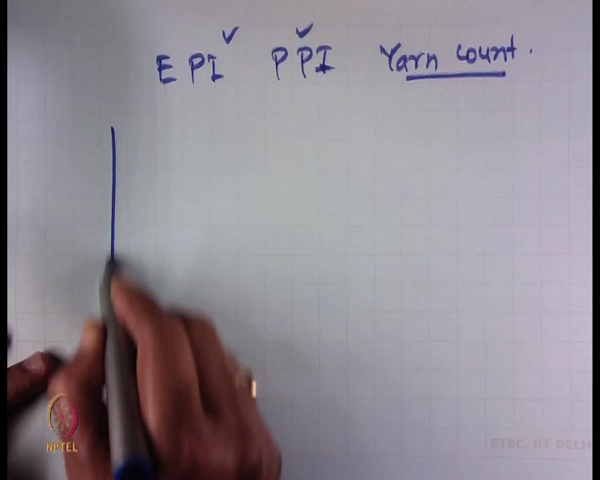 EPI ✓ PPI ✓ Yarn count.
NPTEL
ETSC, IIT DELHI